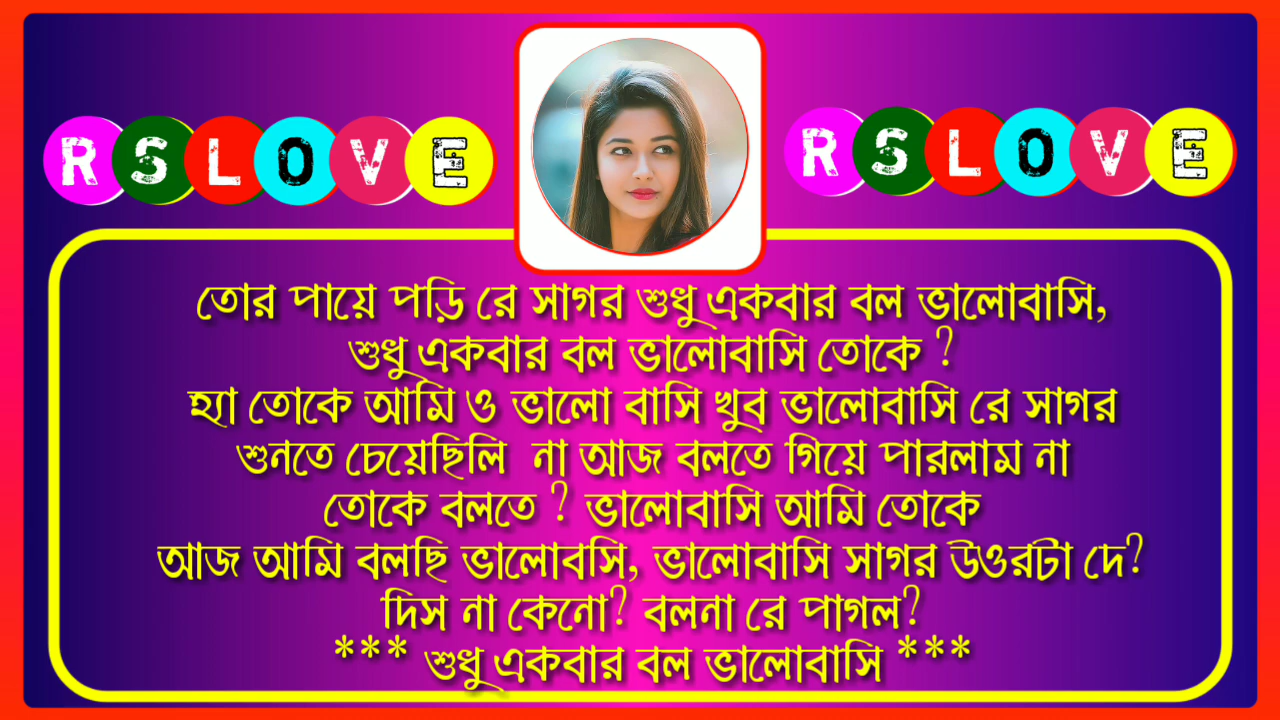 RSLOVE
RSLOVE
তোর পায়ে পড়ি রে সাগর শুধু একবার বল ভালোবাসি,
শুধু একবার বল ভালোবাসি তোকে ?
হ্যা তোকে আমি ও ভালো বাসি খুব ভালোবাসি রে সাগর
শুনতে চেয়েছিলি না আজ বলতে গিয়ে পারলাম না
তোকে বলতে ? ভালোবাসি আমি তোকে
আজ আমি বলছি ভালোবসি, ভালোবাসি সাগর উওরটা দে?
দিস না কেনো? বলনা রে পাগল?
*** শুধু একবার বল ভালোবাসি ***